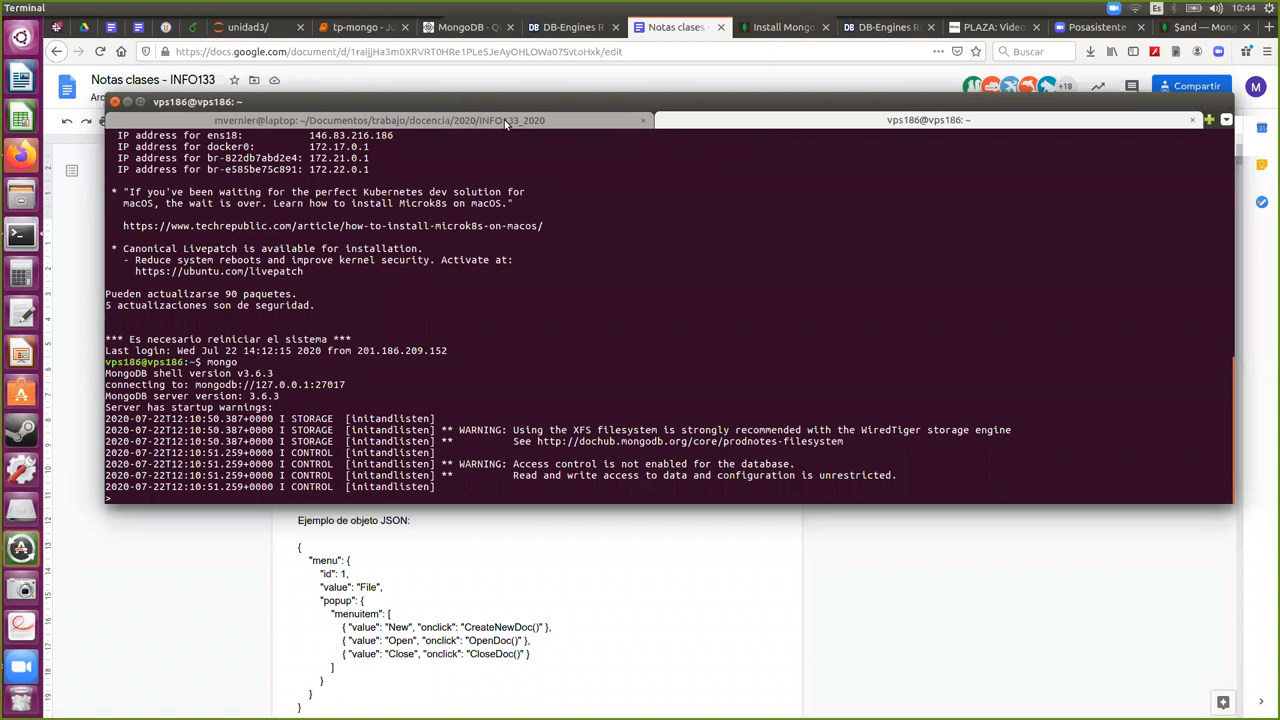 Terminal
Es
10:44
unidad3/
tp-mongo - J
MongoDB - Q
DB-Engines R
Notas clases -
Install Mongo
DB-Engines R
PLAZA: Vizua
Posasistente
$and — Mong
https://docs.google.com/document/d/1raijjHa3m0XRVRT0HRe1PLe5JeAyOHLOWa07SvtoHxk/edit
Buscar
Notas clases - INFO133
+18
Compartir
M
Arc
vps186@vps186: ~
mvernier@laptop: ~/Documentos/trabajo/docencia/2020/INFO133_2020
vps186@vps186: ~
IP address for ens18: 146.83.216.186
IP address for docker0: 172.17.0.1
IP address for br-822db7abd2e4: 172.21.0.1
IP address for br-e585be75c891: 172.22.0.1
* "If you've been waiting for the perfect Kubernetes dev solution for
macOS, the wait is over. Learn how to install Microk8s on macOS."
https://www.techrepublic.com/article/how-to-install-microk8s-on-macos/
* Canonical Livepatch is available for installation.
- Reduce system reboots and improve kernel security. Activate at:
https://ubuntu.com/livepatch
Pueden actualizarse 90 paquetes.
5 actualizaciones son de seguridad.
*** Es necesario reiniciar el sistema ***
Last login: Wed Jul 22 14:12:15 2020 from 201.186.209.152
vps186@vps186:~$ mongo
MongoDB shell version v3.6.3
connecting to: mongodb://127.0.0.1:27017
MongoDB server version: 3.6.3
Server has startup warnings:
2020-07-22T12:10:50.387+0000 I STORAGE  [initandlisten]
2020-07-22T12:10:50.387+0000 I STORAGE  [initandlisten] ** WARNING: Using the XFS filesystem is strongly recommended with the WiredTiger storage engine
2020-07-22T12:10:50.387+0000 I STORAGE  [initandlisten] **          See http://dochub.mongodb.org/core/prodnotes-filesystem
2020-07-22T12:10:51.259+0000 I CONTROL  [initandlisten]
2020-07-22T12:10:51.259+0000 I CONTROL  [initandlisten] ** WARNING: Access control is not enabled for the database.
2020-07-22T12:10:51.259+0000 I CONTROL  [initandlisten] **          Read and write access to data and configuration is unrestricted.
2020-07-22T12:10:51.259+0000 I CONTROL  [initandlisten]
>
Ejemplo de objeto JSON:
{
"menu": {
"id": 1,
"value": "File",
"popup": {
"menuitem": [
{ "value": "New", "onclick": "CreateNewDoc()" },
{ "value": "Open", "onclick": "OpenDoc()" },
{ "value": "Close", "onclick": "CloseDoc()" }
]
}
}
}